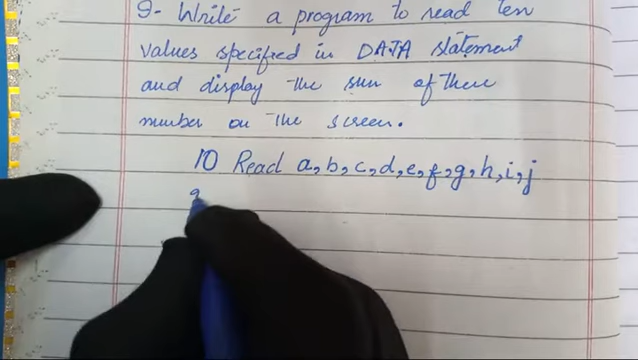 9- Write a program to read ten
values specified in DATA statement
and display the sum of these
number on the screen.
10 Read a,b,c,d,e,f,g,h,i,j